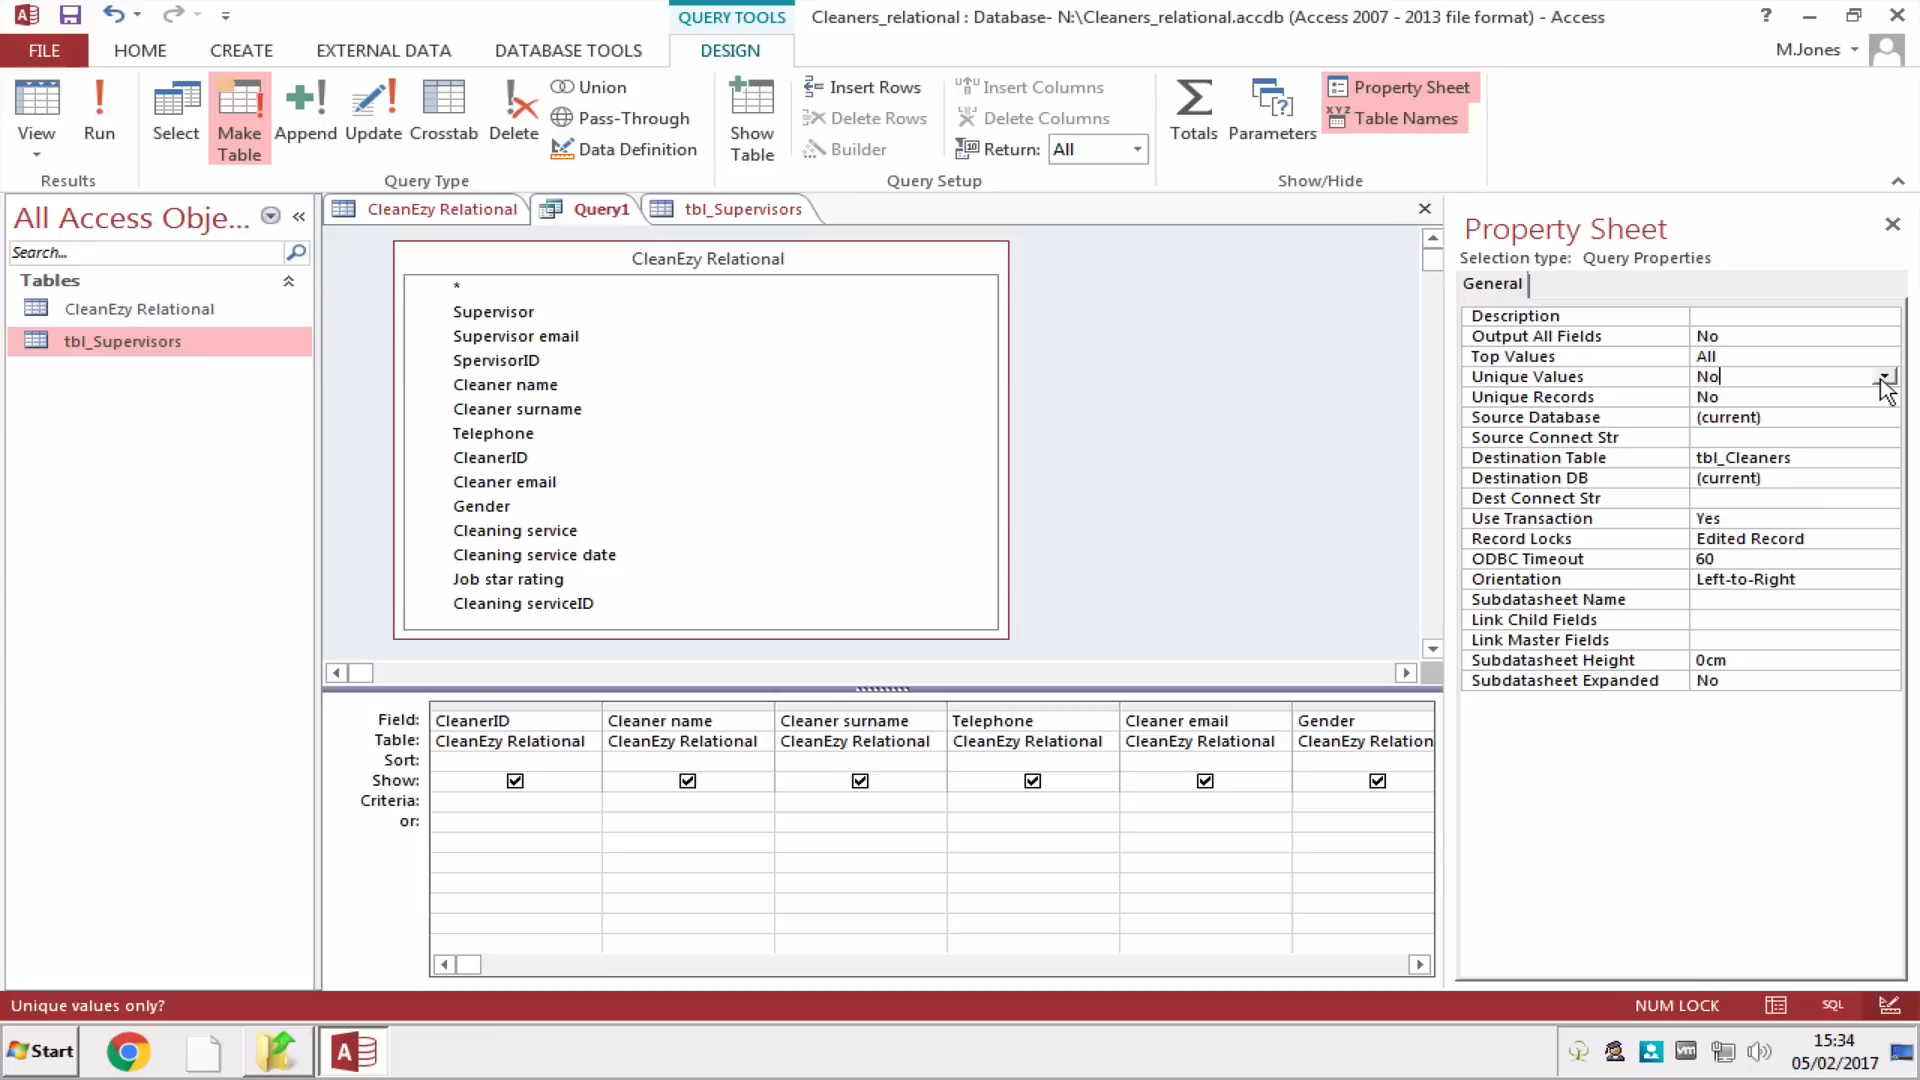 QUERY TOOLS
Cleaners_relational : Database- N:\Cleaners_relational.accdb (Access 2007 - 2013 file format) - Access
?
FILE HOME CREATE EXTERNAL DATA DATABASE TOOLS DESIGN
M.Jones
View Run Select Make Table Append Update Crosstab Delete
Union
Pass-Through
Data Definition
Show Table
Insert Rows
Delete Rows
Builder
Insert Columns
Delete Columns
Return: All
Totals Parameters
Property Sheet
Table Names
Results Query Type Query Setup Show/Hide
All Access Obje...
Search...
Tables
CleanEzy Relational
tbl_Supervisors
CleanEzy Relational Query1 tbl_Supervisors
CleanEzy Relational
*
Supervisor
Supervisor email
SpervisorID
Cleaner name
Cleaner surname
Telephone
CleanerID
Cleaner email
Gender
Cleaning service
Cleaning service date
Job star rating
Cleaning serviceID
Field: CleanerID Cleaner name Cleaner surname Telephone Cleaner email Gender
Table: CleanEzy Relational CleanEzy Relational CleanEzy Relational CleanEzy Relational CleanEzy Relational CleanEzy Relation
Sort:
Show:
Criteria:
or:
Property Sheet
Selection type: Query Properties
General
Description
Output All Fields No
Top Values All
Unique Values No
Unique Records No
Source Database (current)
Source Connect Str
Destination Table tbl_Cleaners
Destination DB (current)
Dest Connect Str
Use Transaction Yes
Record Locks Edited Record
ODBC Timeout 60
Orientation Left-to-Right
Subdatasheet Name
Link Child Fields
Link Master Fields
Subdatasheet Height 0cm
Subdatasheet Expanded No
Unique values only?
NUM LOCK SQL
Start
vm
15:34
05/02/2017